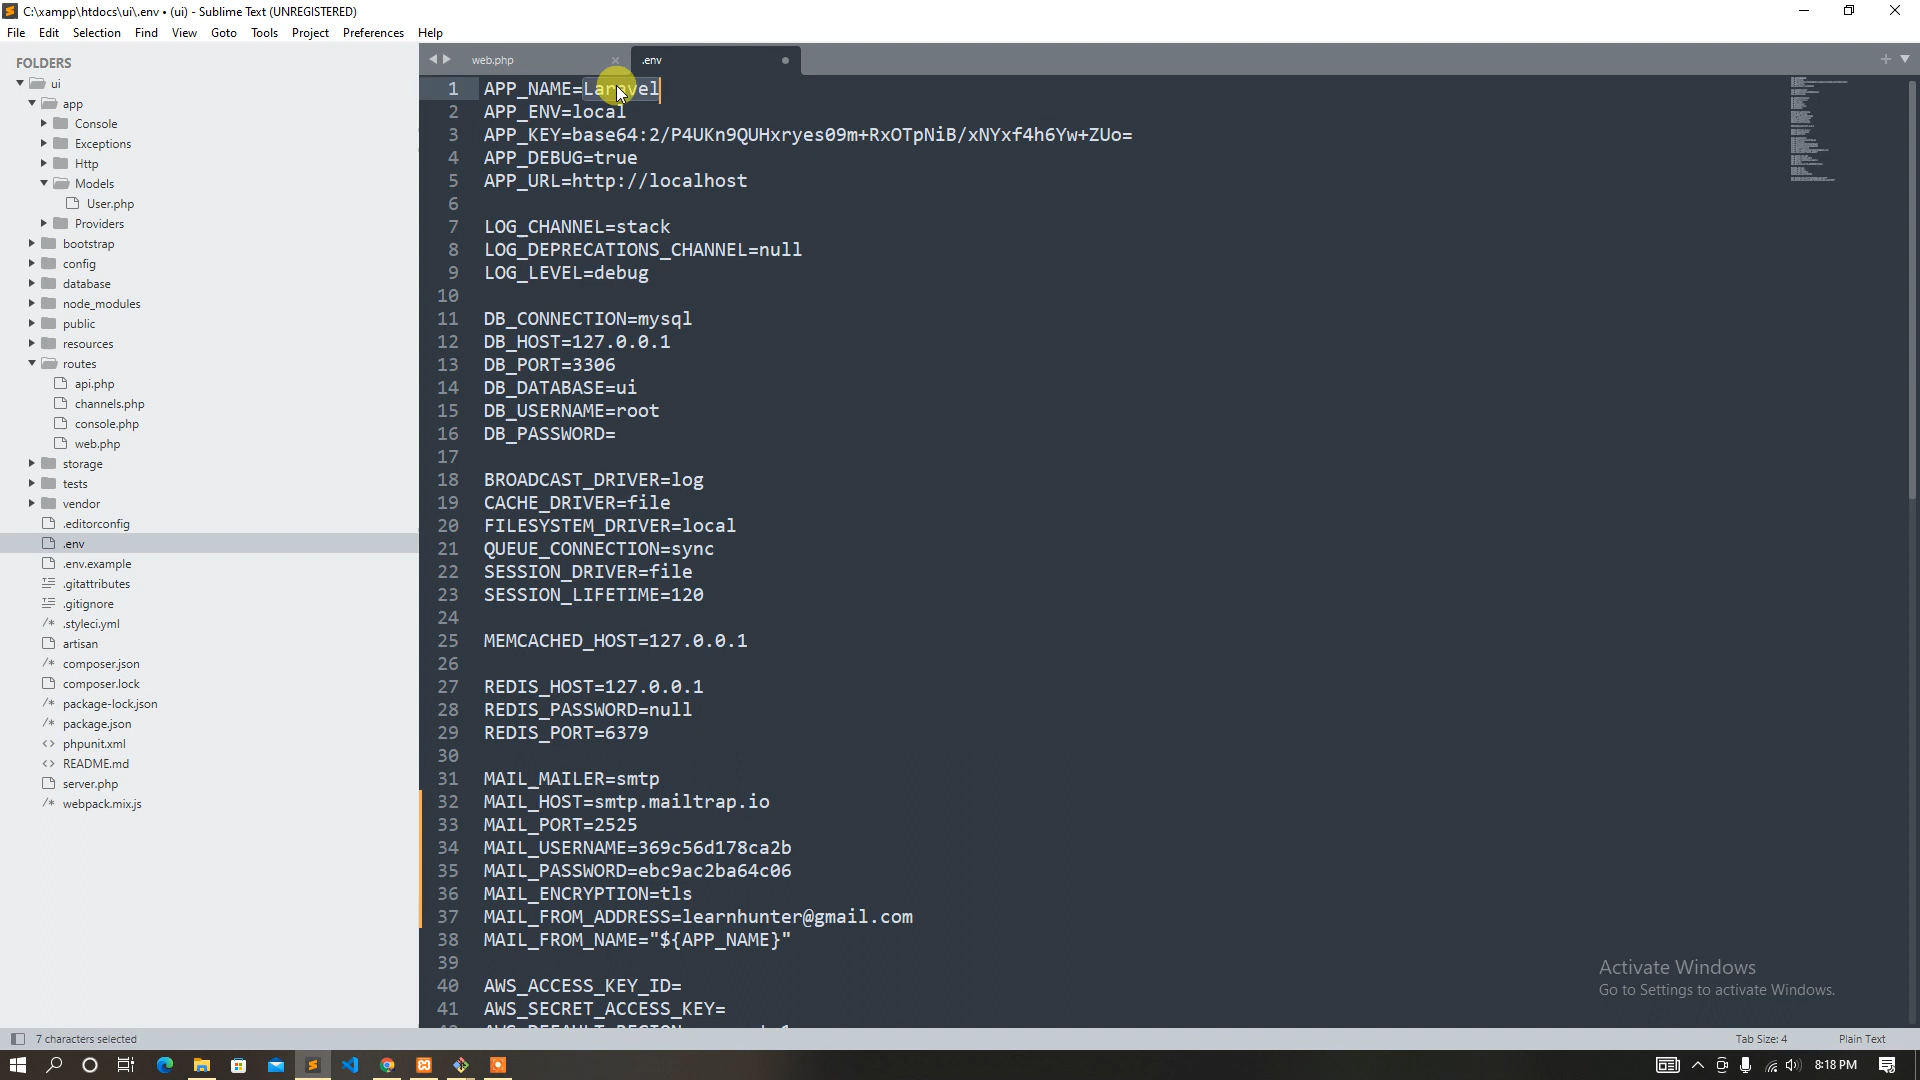 C:\xampp\htdocs\ui\.env • (ui) - Sublime Text (UNREGISTERED)
File Edit Selection Find View Goto Tools Project Preferences Help
FOLDERS
ui
app
Console
Exceptions
Http
Models
User.php
Providers
bootstrap
config
database
node_modules
public
resources
routes
api.php
channels.php
console.php
web.php
storage
tests
vendor
.editorconfig
.env
.env.example
.gitattributes
.gitignore
.styleci.yml
artisan
composer.json
composer.lock
package-lock.json
package.json
phpunit.xml
README.md
server.php
webpack.mix.js
web.php .env
1 APP_NAME=Laravel
2 APP_ENV=local
3 APP_KEY=base64:2/P4UKn9QUHxryes09m+RxOTpNiB/xNYxf4h6Yw+ZUo=
4 APP_DEBUG=true
5 APP_URL=http://localhost
6
7 LOG_CHANNEL=stack
8 LOG_DEPRECATIONS_CHANNEL=null
9 LOG_LEVEL=debug
10
11 DB_CONNECTION=mysql
12 DB_HOST=127.0.0.1
13 DB_PORT=3306
14 DB_DATABASE=ui
15 DB_USERNAME=root
16 DB_PASSWORD=
17
18 BROADCAST_DRIVER=log
19 CACHE_DRIVER=file
20 FILESYSTEM_DRIVER=local
21 QUEUE_CONNECTION=sync
22 SESSION_DRIVER=file
23 SESSION_LIFETIME=120
24
25 MEMCACHED_HOST=127.0.0.1
26
27 REDIS_HOST=127.0.0.1
28 REDIS_PASSWORD=null
29 REDIS_PORT=6379
30
31 MAIL_MAILER=smtp
32 MAIL_HOST=smtp.mailtrap.io
33 MAIL_PORT=2525
34 MAIL_USERNAME=369c56d178ca2b
35 MAIL_PASSWORD=ebc9ac2ba64c06
36 MAIL_ENCRYPTION=tls
37 MAIL_FROM_ADDRESS=learnhunter@gmail.com
38 MAIL_FROM_NAME="${APP_NAME}"
39
40 AWS_ACCESS_KEY_ID=
41 AWS_SECRET_ACCESS_KEY=
Activate Windows
Go to Settings to activate Windows.
7 characters selected
Tab Size: 4
Plain Text
8:18 PM